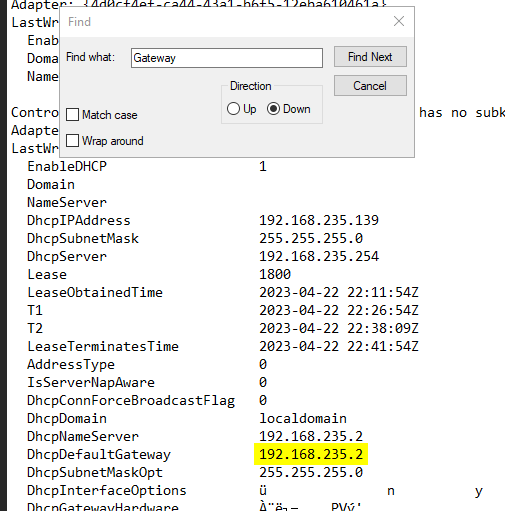 Adapter: {4d0cf4ef-ca44-43a1-b6f5-12eba610461a}
LastWr
Find
Enab
Find what:
Gateway
Find Next
Doma
Name
Direction
Cancel
Up
Down
Contro
Match case
has no subk
Adapte
LastWr
Wrap around
EnableDHCP 1
Domain
NameServer
DhcpIPAddress 192.168.235.139
DhcpSubnetMask 255.255.255.0
DhcpServer 192.168.235.254
Lease 1800
LeaseObtainedTime 2023-04-22 22:11:54Z
T1 2023-04-22 22:26:54Z
T2 2023-04-22 22:38:09Z
LeaseTerminatesTime 2023-04-22 22:41:54Z
AddressType 0
IsServerNapAware 0
DhcpConnForceBroadcastFlag 0
DhcpDomain localdomain
DhcpNameServer 192.168.235.2
DhcpDefaultGateway 192.168.235.2
DhcpSubnetMaskOpt 255.255.255.0
DhcpInterfaceOptions ü n y
DhcpGatewayHardware